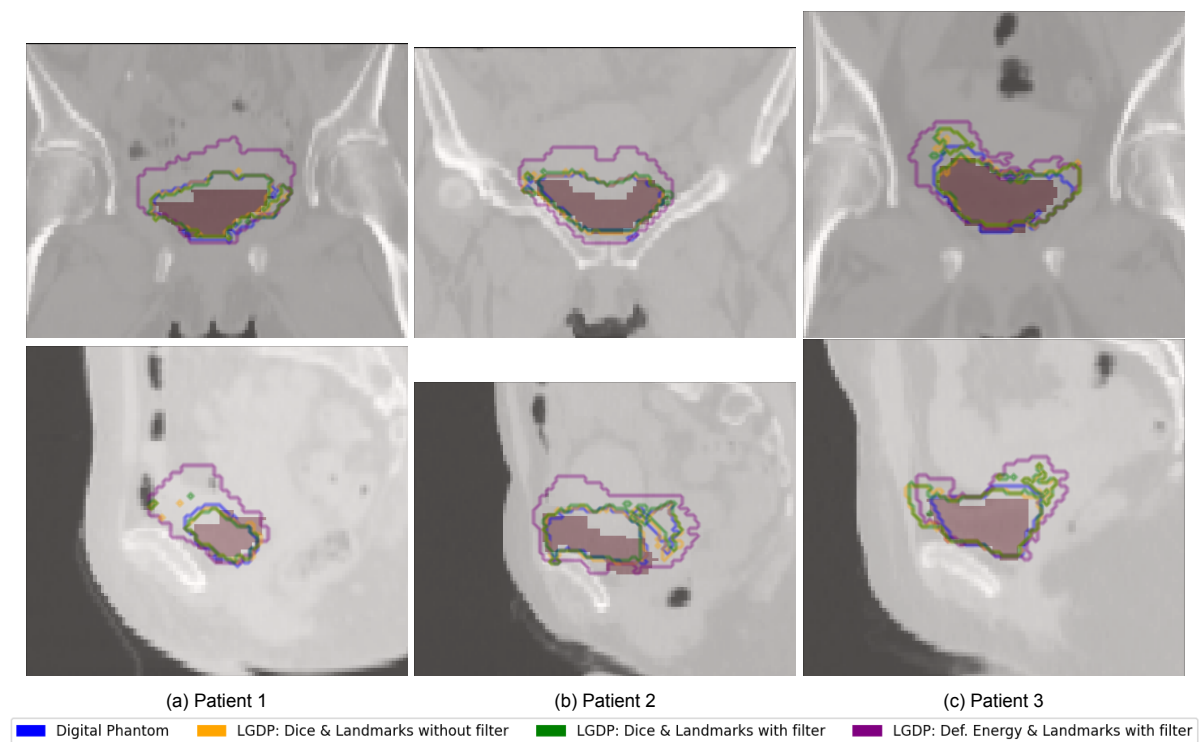 (a) Patient 1
(b) Patient 2
(c) Patient 3
Digital Phantom
LGDP: Dice & Landmarks without filter
LGDP: Dice & Landmarks with filter
LGDP: Def. Energy & Landmarks with filter